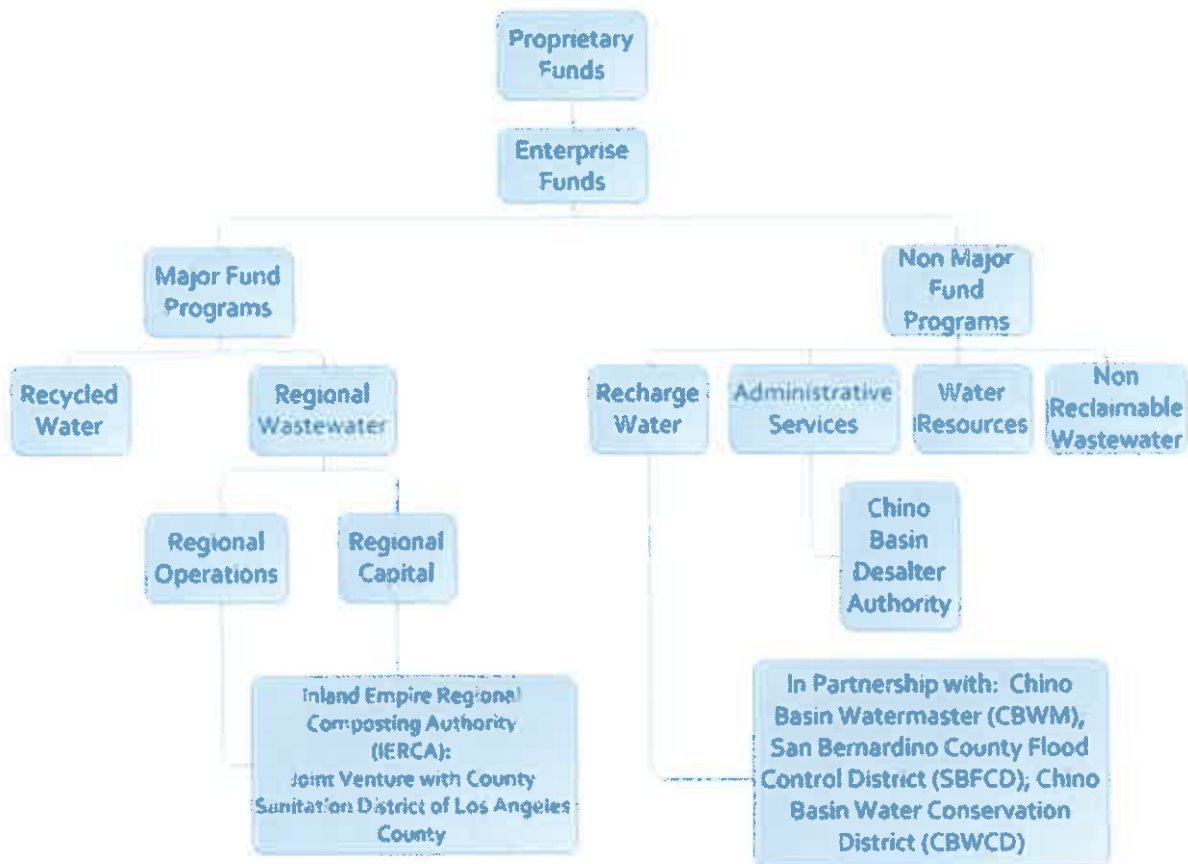 Proprietary
Funds
Enterprise
Funds
Major Fund
Programs
Non Major
Fund
Programs
Recycled
Water
Regional
Wastewater
Recharge
Water
Administrative
Services
Water
Resources
Non
Reclaimable
Wastewater
Regional
Operations
Regional
Capital
Chino
Basin
Desalter
Authority
Inland Empire Regional
Composting Authority
(IERCA):
Joint Venture with County
Sanitation District of Los Angeles
County
In Partnership with: Chino
Basin Watermaster (CBWM),
San Bernardino County Flood
Control District (SBFCD); Chino
Basin Water Conservation
District (CBWCD)